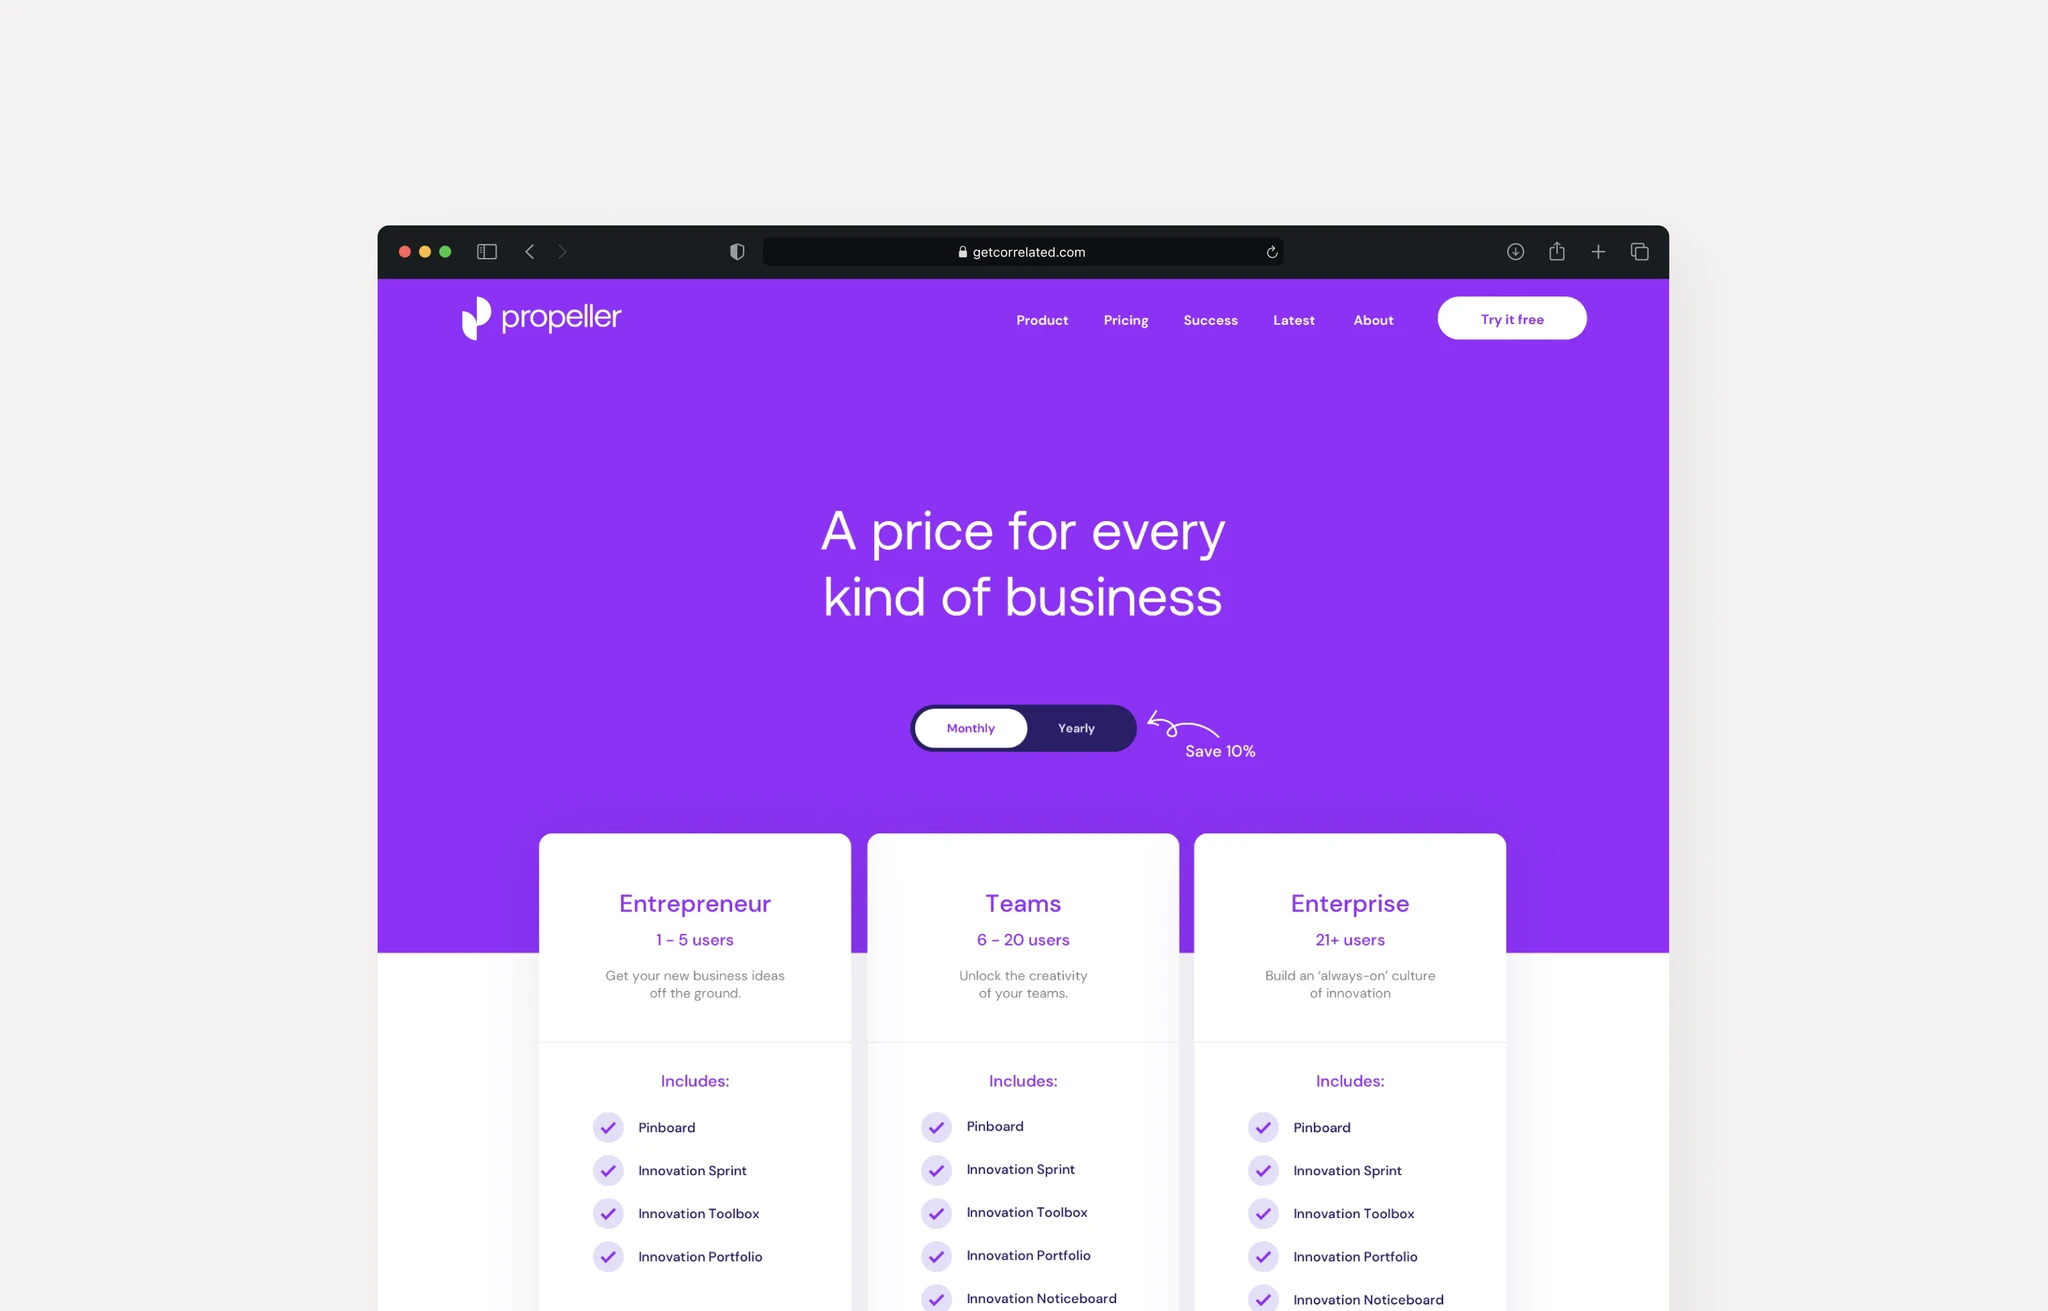 getcorrelated.com
propeller
Product Pricing Success Latest About Try it free
A price for every
kind of business
Monthly Yearly
Save 10%
Entrepreneur
1 - 5 users
Get your new business ideas
off the ground.
Includes:
Pinboard
Innovation Sprint
Innovation Toolbox
Innovation Portfolio
Teams
6 - 20 users
Unlock the creativity
of your teams.
Includes:
Pinboard
Innovation Sprint
Innovation Toolbox
Innovation Portfolio
Innovation Noticeboard
Enterprise
21+ users
Build an ‘always-on’ culture
of innovation
Includes:
Pinboard
Innovation Sprint
Innovation Toolbox
Innovation Portfolio
Innovation Noticeboard